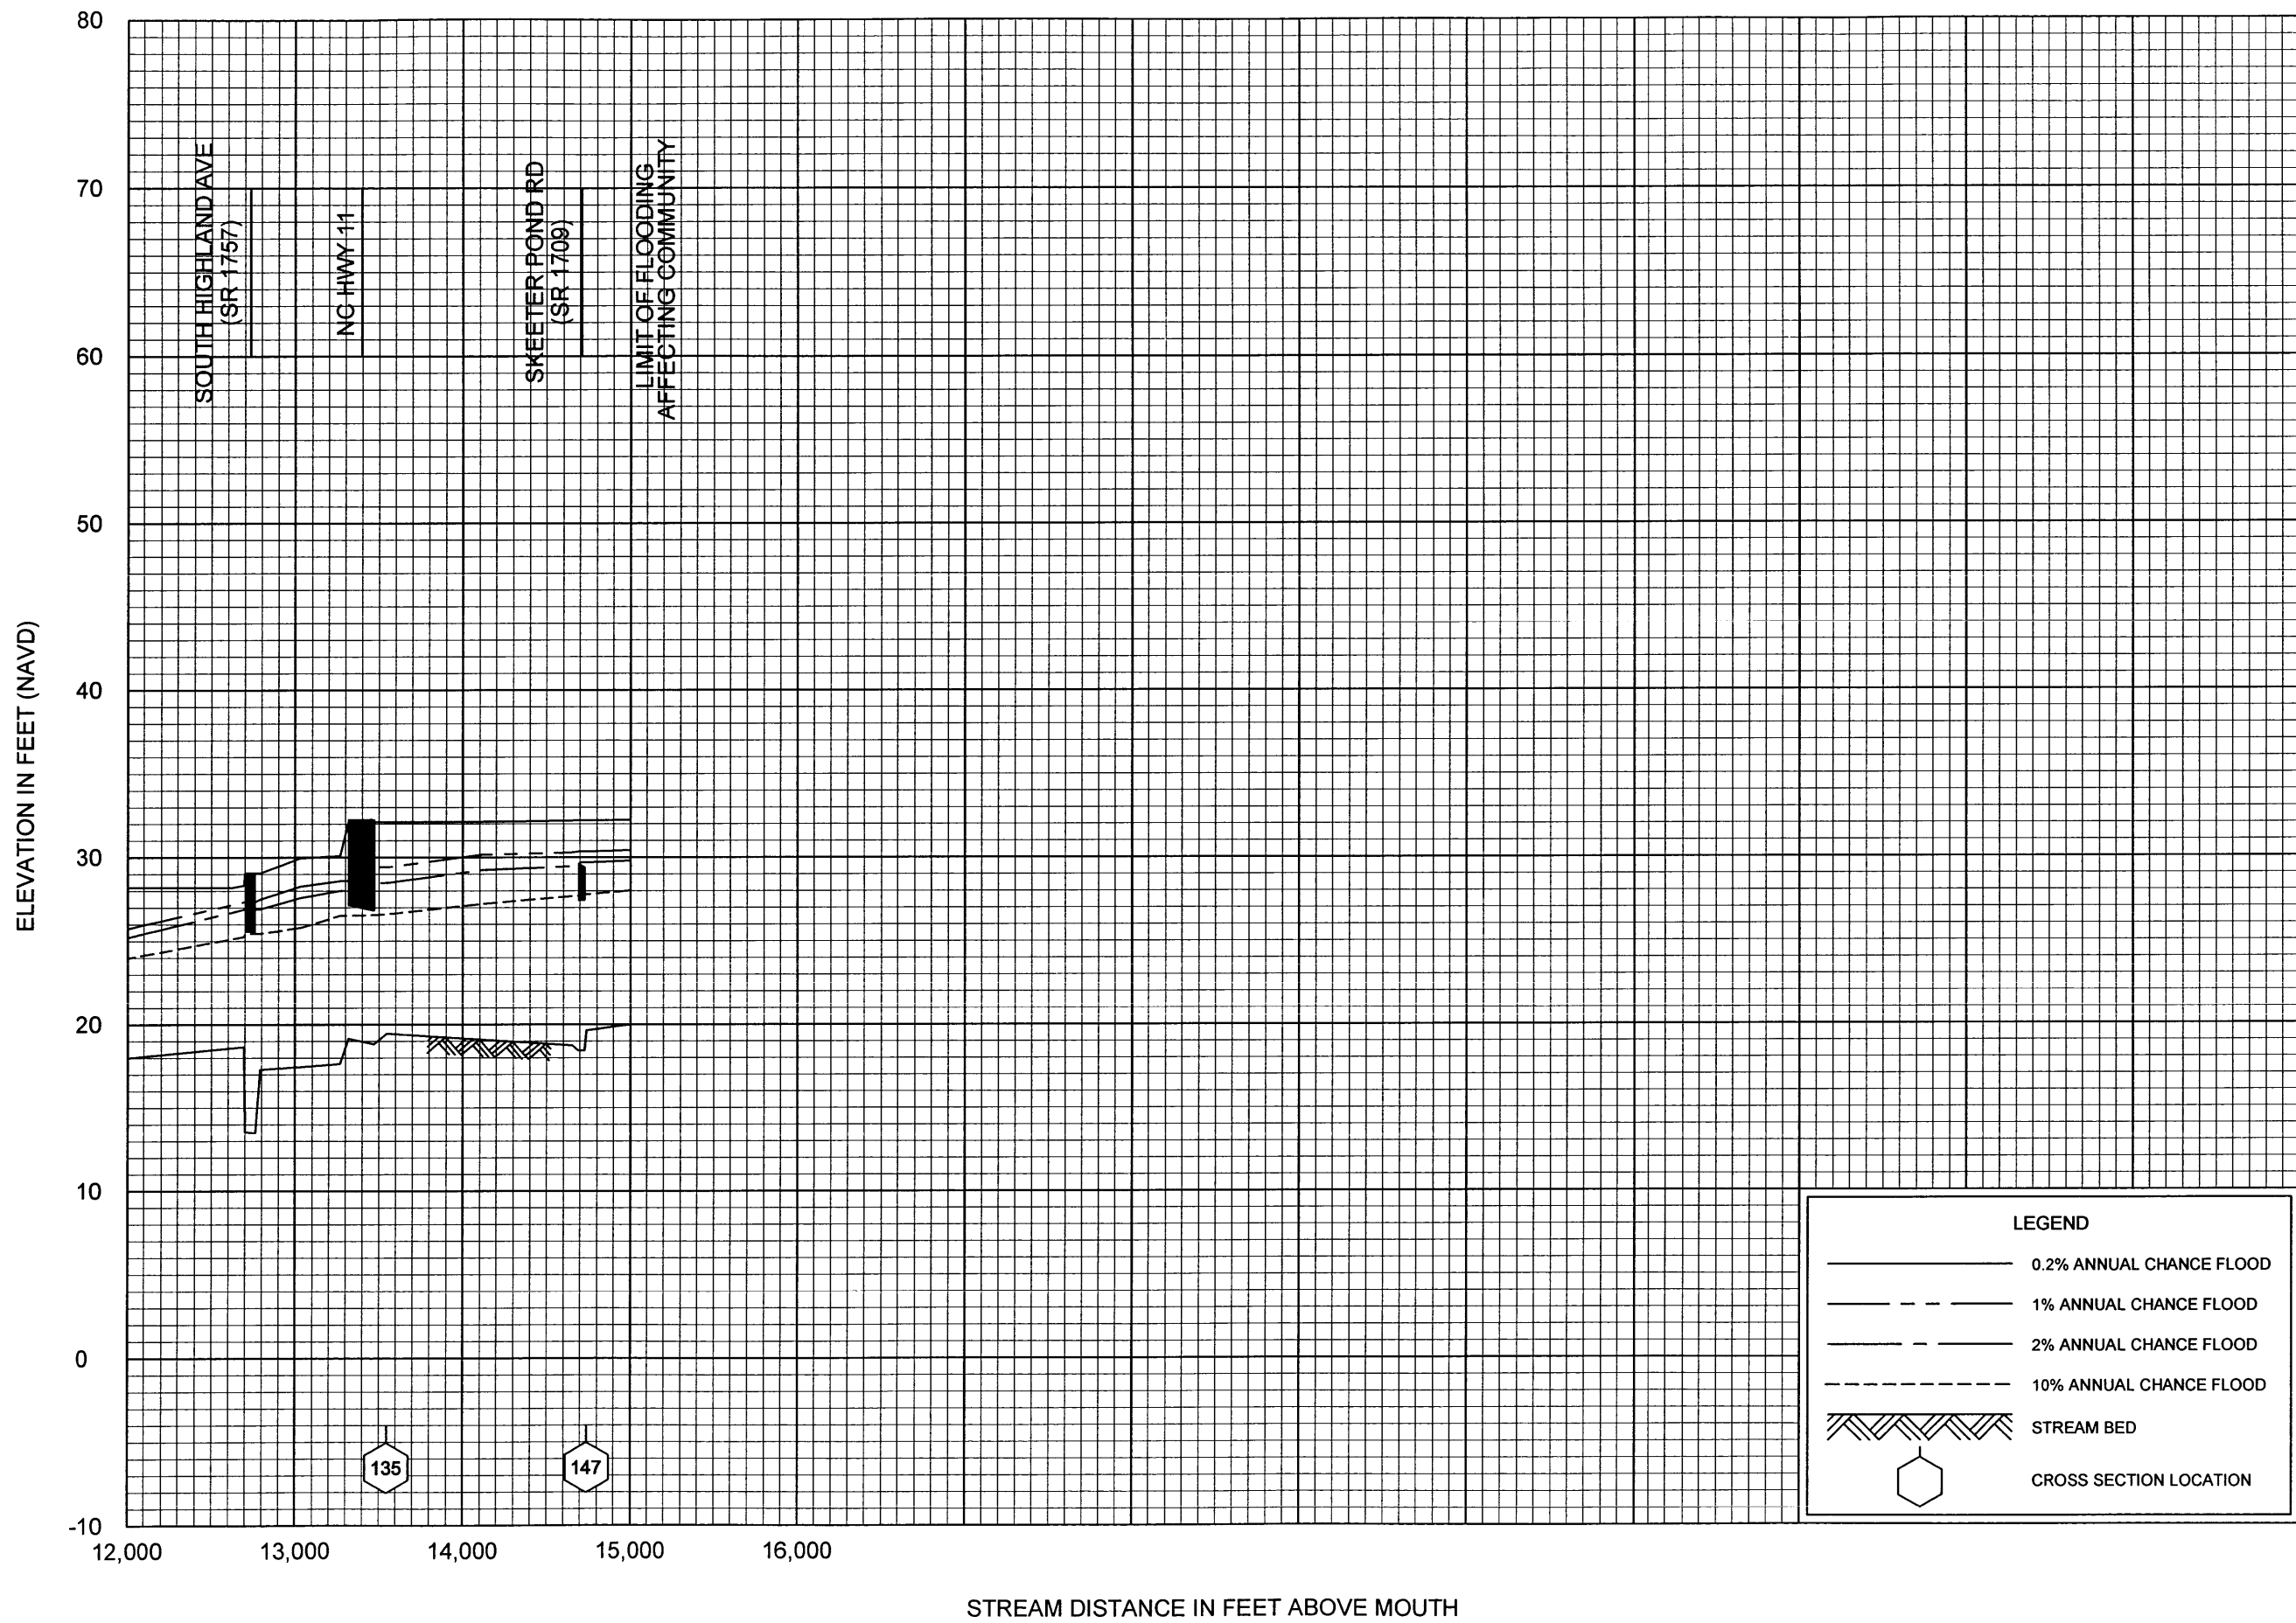 80
70
60
50
40
30
20
10
0
-10
ELEVATION IN FEET (NAVD)
SOUTH HIGHLAND AVE
(SR 1757)
NC HWY 11
SKEETER POND RD
(SR 1709)
LIMIT OF FLOODING
AFFECTING COMMUNITY
135
147
12,000
13,000
14,000
15,000
16,000
STREAM DISTANCE IN FEET ABOVE MOUTH
LEGEND
0.2% ANNUAL CHANCE FLOOD
1% ANNUAL CHANCE FLOOD
2% ANNUAL CHANCE FLOOD
10% ANNUAL CHANCE FLOOD
STREAM BED
CROSS SECTION LOCATION